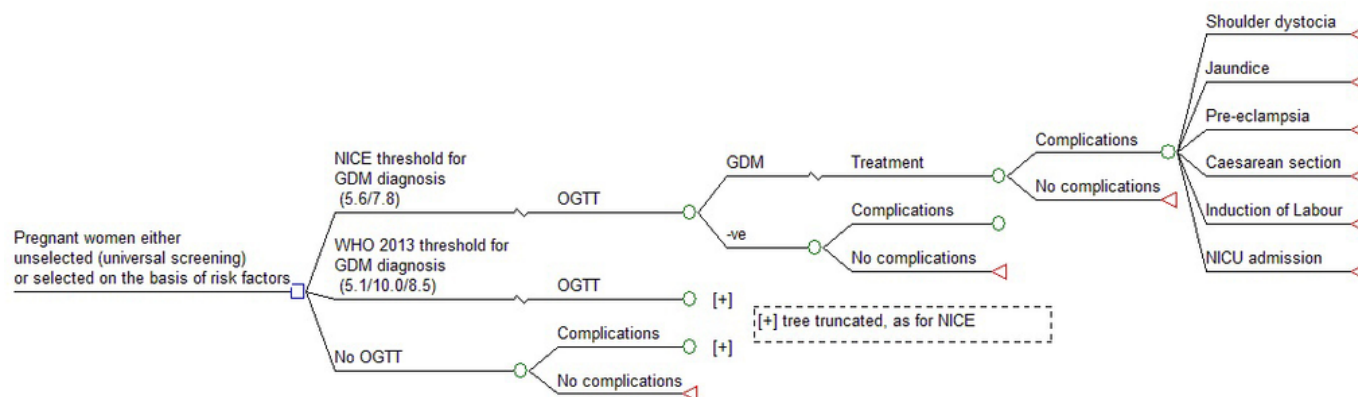 Pregnant women either
unselected (universal screening)
or selected on the basis of risk factors
NICE threshold for
GDM diagnosis
(5.6/7.8)
OGTT
GDM
Treatment
Complications
Shoulder dystocia
Jaundice
Pre-eclampsia
Caesarean section
Induction of Labour
NICU admission
No complications
-ve
Complications
No complications
WHO 2013 threshold for
GDM diagnosis
(5.1/10.0/8.5)
OGTT
[+]
[+] tree truncated, as for NICE
No OGTT
Complications
[+]
No complications